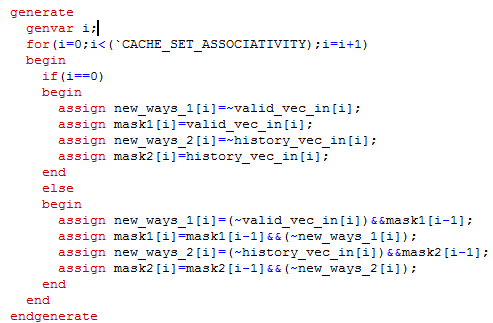 generate
  genvar i;
  for(i=0;i<(`CACHE_SET_ASSOCIATIVITY);i=i+1)
  begin
    if(i==0)
    begin
      assign new_ways_1[i]=~valid_vec_in[i];
      assign mask1[i]=valid_vec_in[i];
      assign new_ways_2[i]=~history_vec_in[i];
      assign mask2[i]=history_vec_in[i];
    end
    else
    begin
      assign new_ways_1[i]=(~valid_vec_in[i])&&mask1[i-1];
      assign mask1[i]=mask1[i-1]&&(~new_ways_1[i]);
      assign new_ways_2[i]=(~history_vec_in[i])&&mask2[i-1];
      assign mask2[i]=mask2[i-1]&&(~new_ways_2[i]);
    end
  end
endgenerate